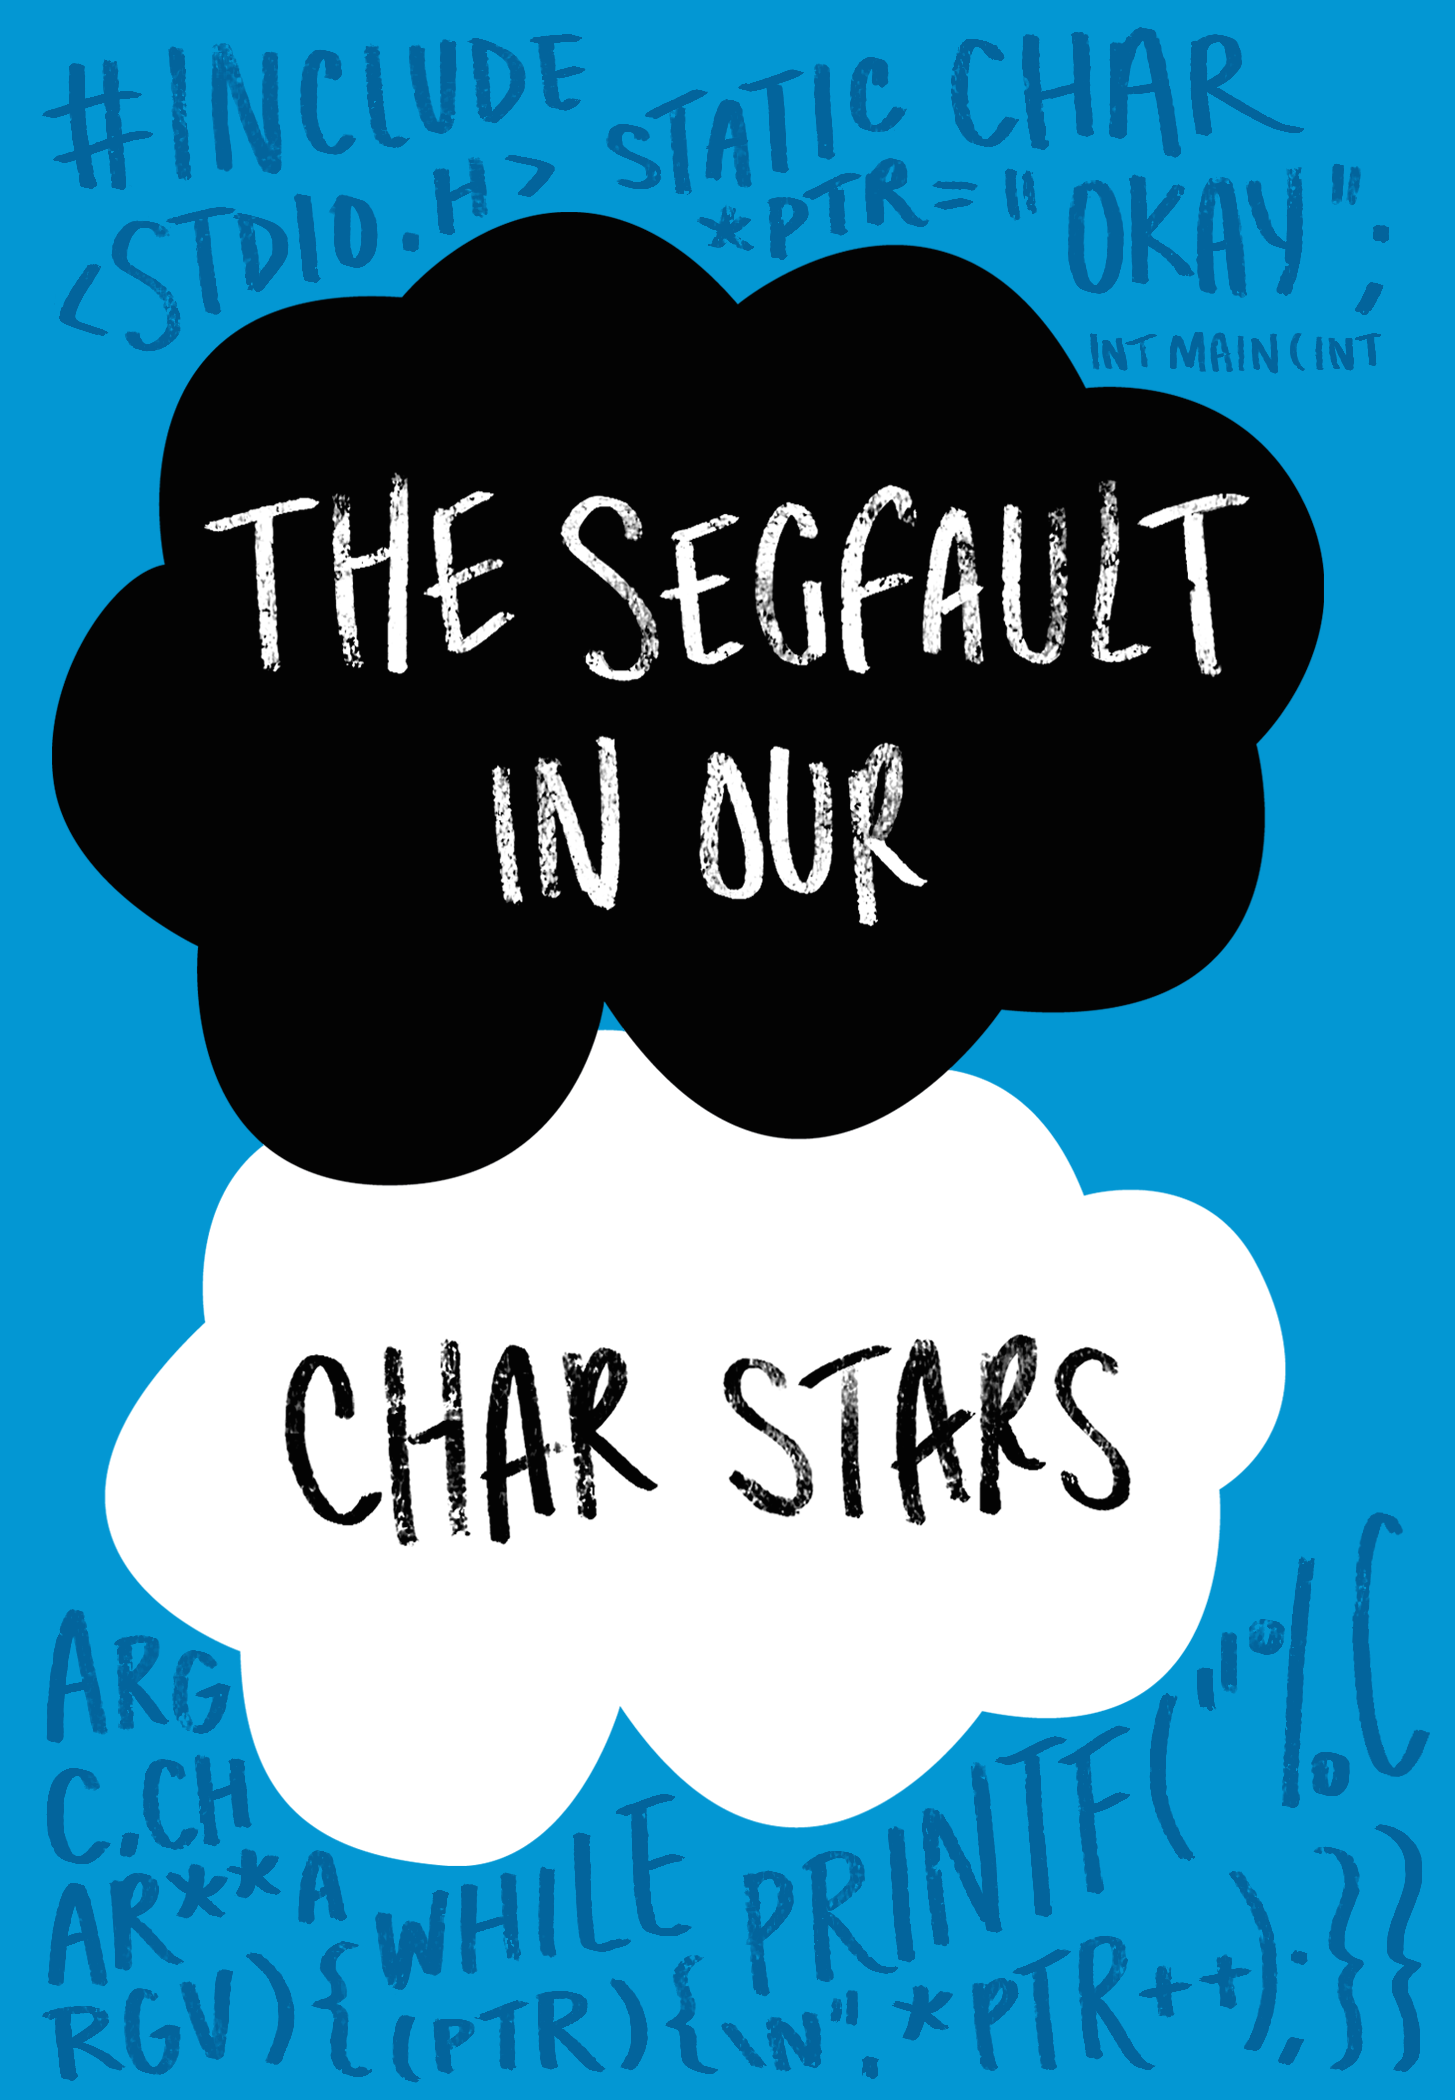 #INCLUDE
<STDIO.H>
STATIC CHAR
*PTR="OKAY";
INT MAIN(INT
THE SEGFAULT
IN OUR
CHAR STARS
ARG
C.CH
AR**A
RGV){
WHILE
(PTR){
PRINTF("%C
\N".*PTR++);}}